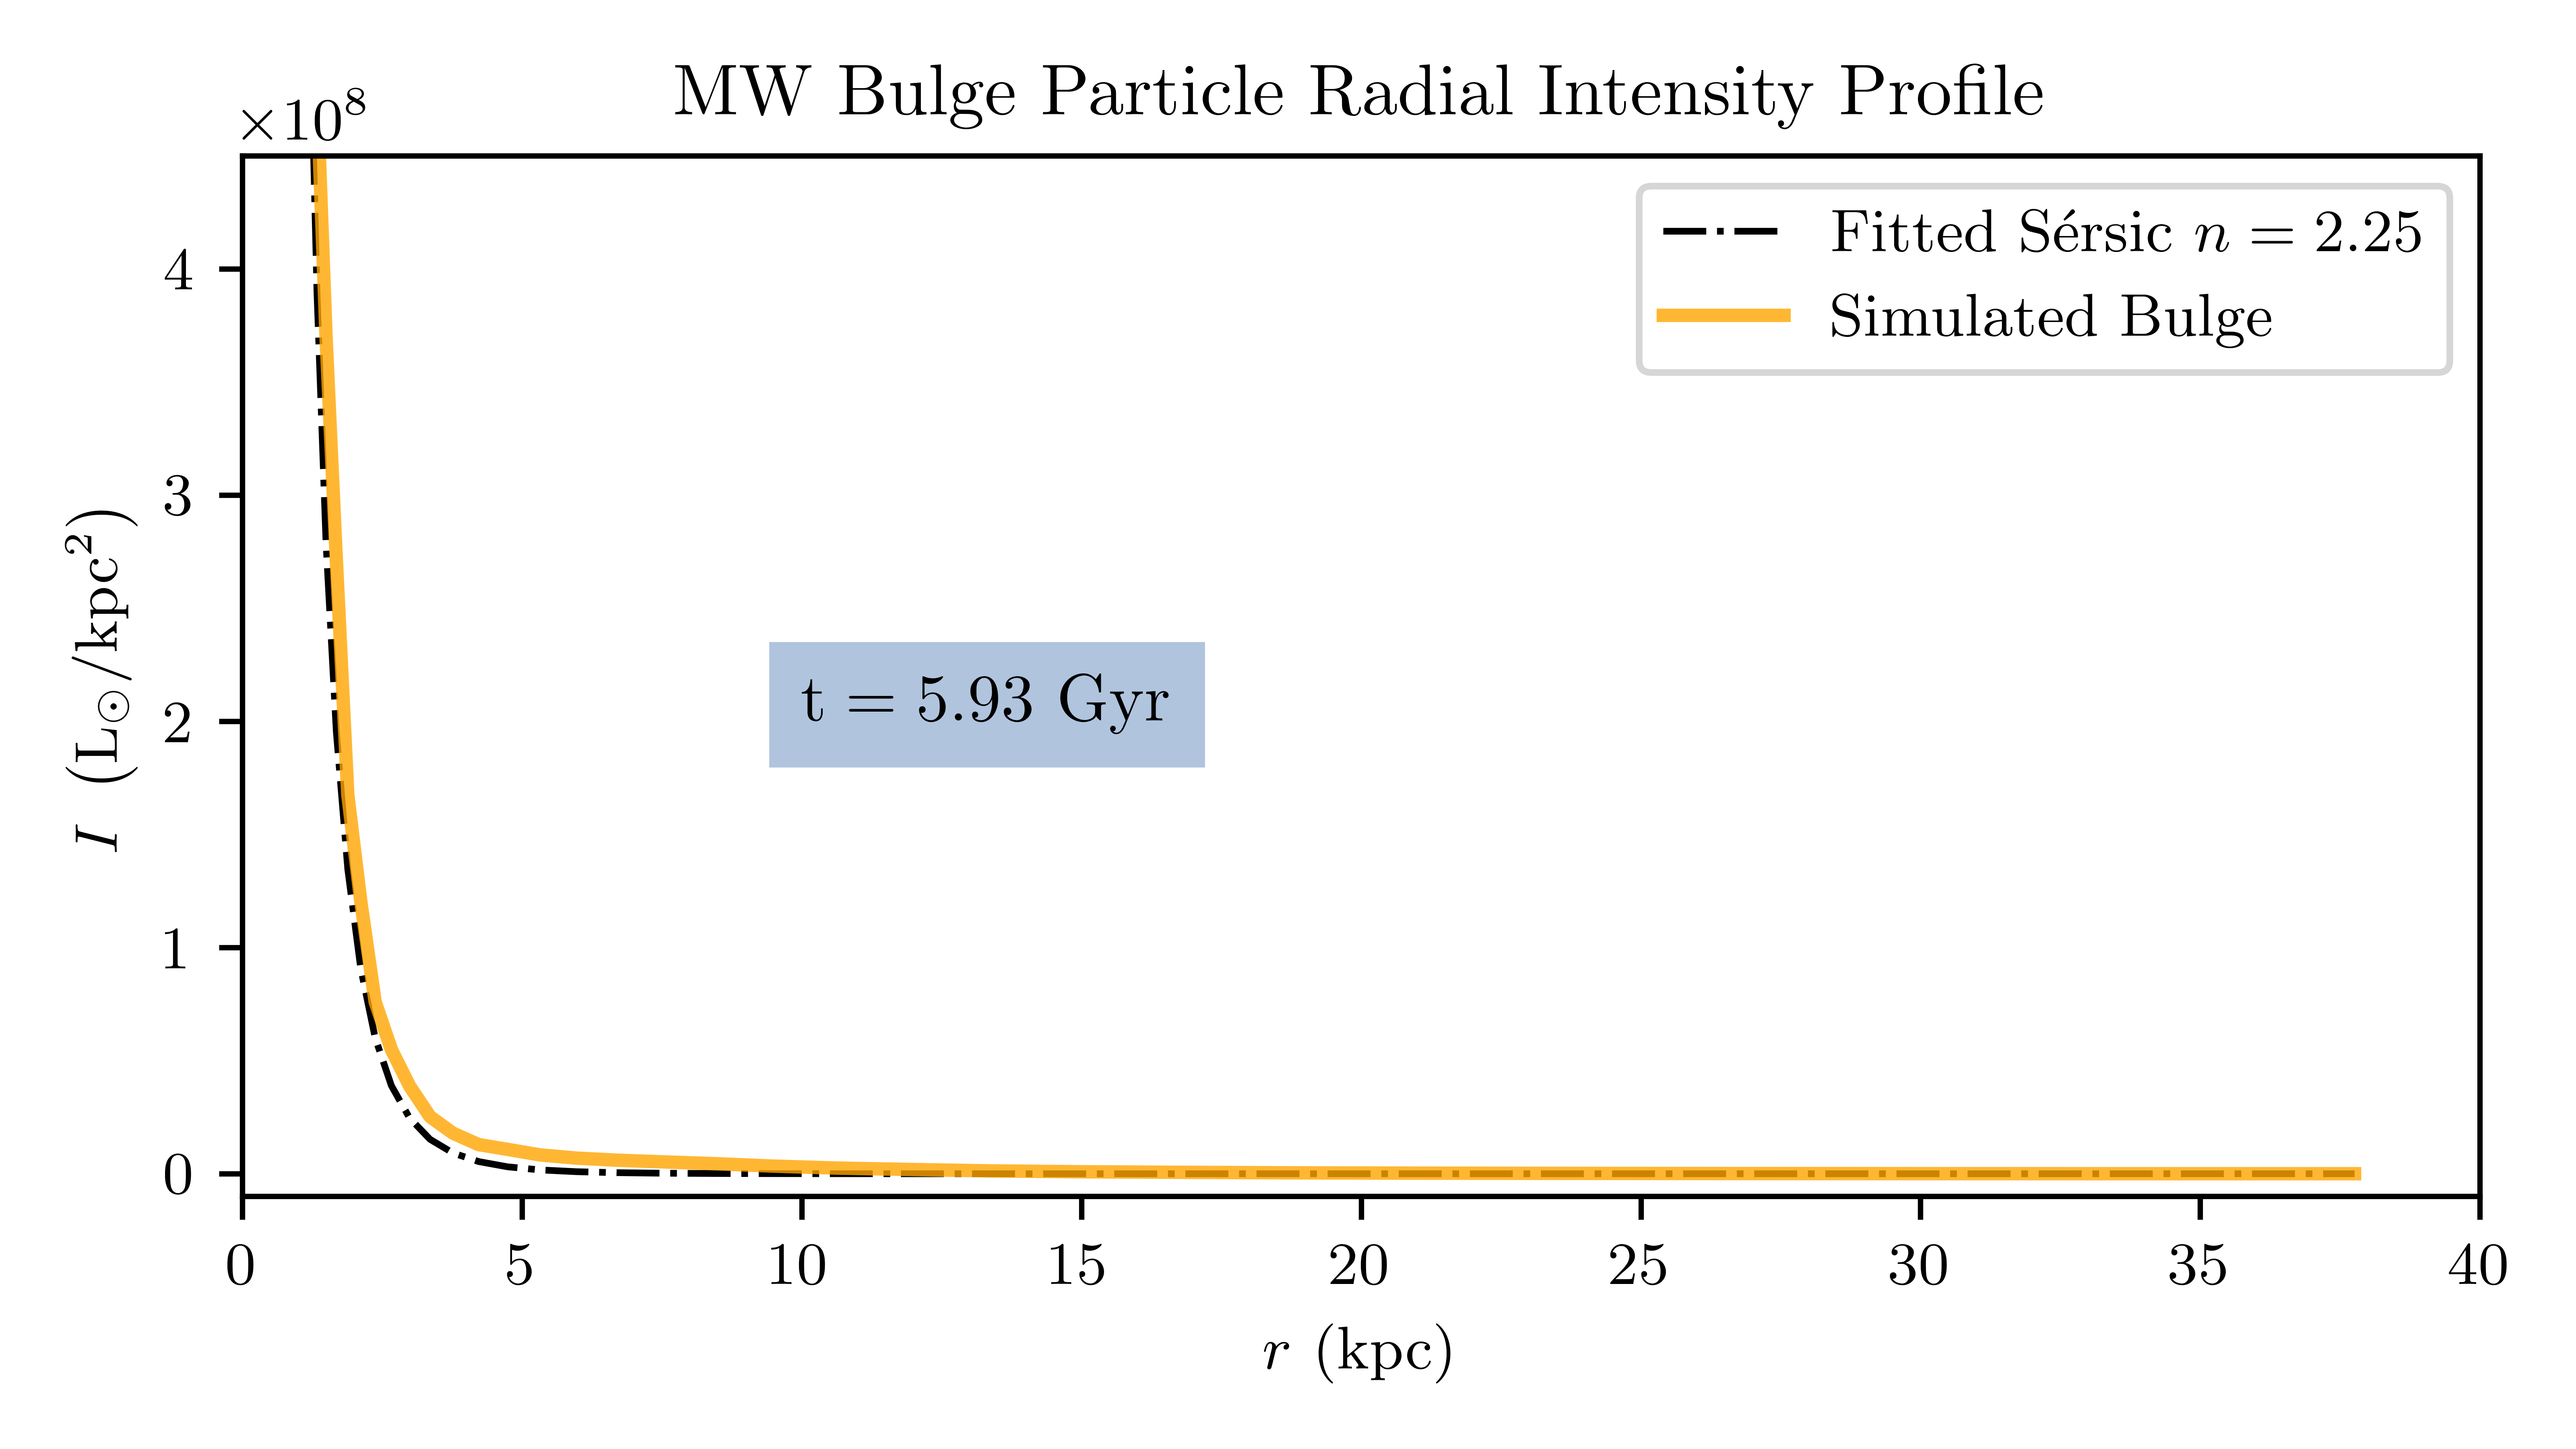 MW Bulge Particle Radial Intensity Profile
×10⁸
Fitted Sérsic n = 2.25
Simulated Bulge
4
3
2
1
0
I (L⊙/kpc²)
t = 5.93 Gyr
0 5 10 15 20 25 30 35 40
r (kpc)